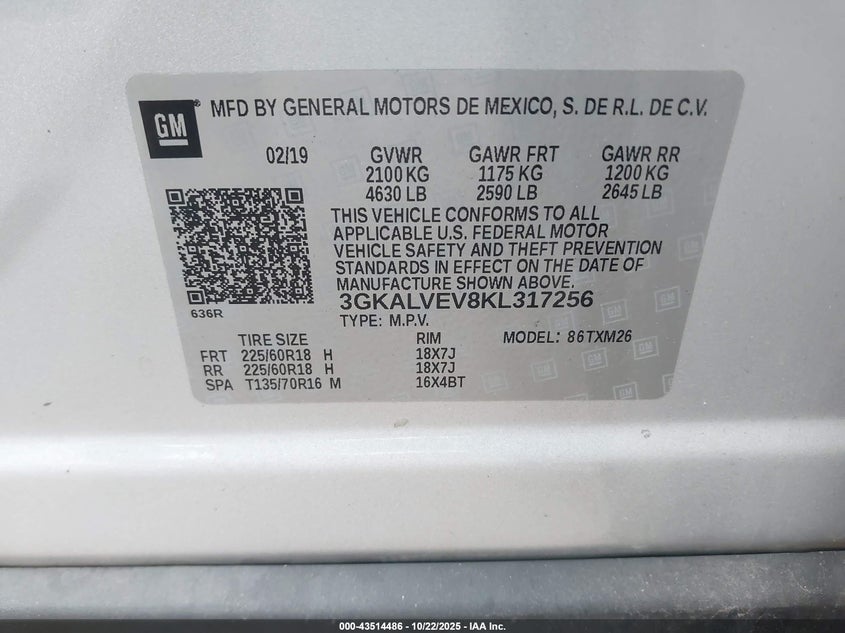 GM
®
MFD BY GENERAL MOTORS DE MEXICO, S. DE R.L. DE C.V.
02/19 GVWR GAWR FRT GAWR RR
2100 KG 1175 KG 1200 KG
4630 LB 2590 LB 2645 LB
THIS VEHICLE CONFORMS TO ALL
APPLICABLE U.S. FEDERAL MOTOR
VEHICLE SAFETY AND THEFT PREVENTION
STANDARDS IN EFFECT ON THE DATE OF
MANUFACTURE SHOWN ABOVE.
3GKALVEV8KL317256
636R
TYPE: M.P.V.
TIRE SIZE RIM MODEL: 86TXM26
FRT 225/60R18 H 18X7J
RR 225/60R18 H 18X7J
SPA T135/70R16 M 16X4BT
000-43514486 - 10/22/2025 - IAA Inc.